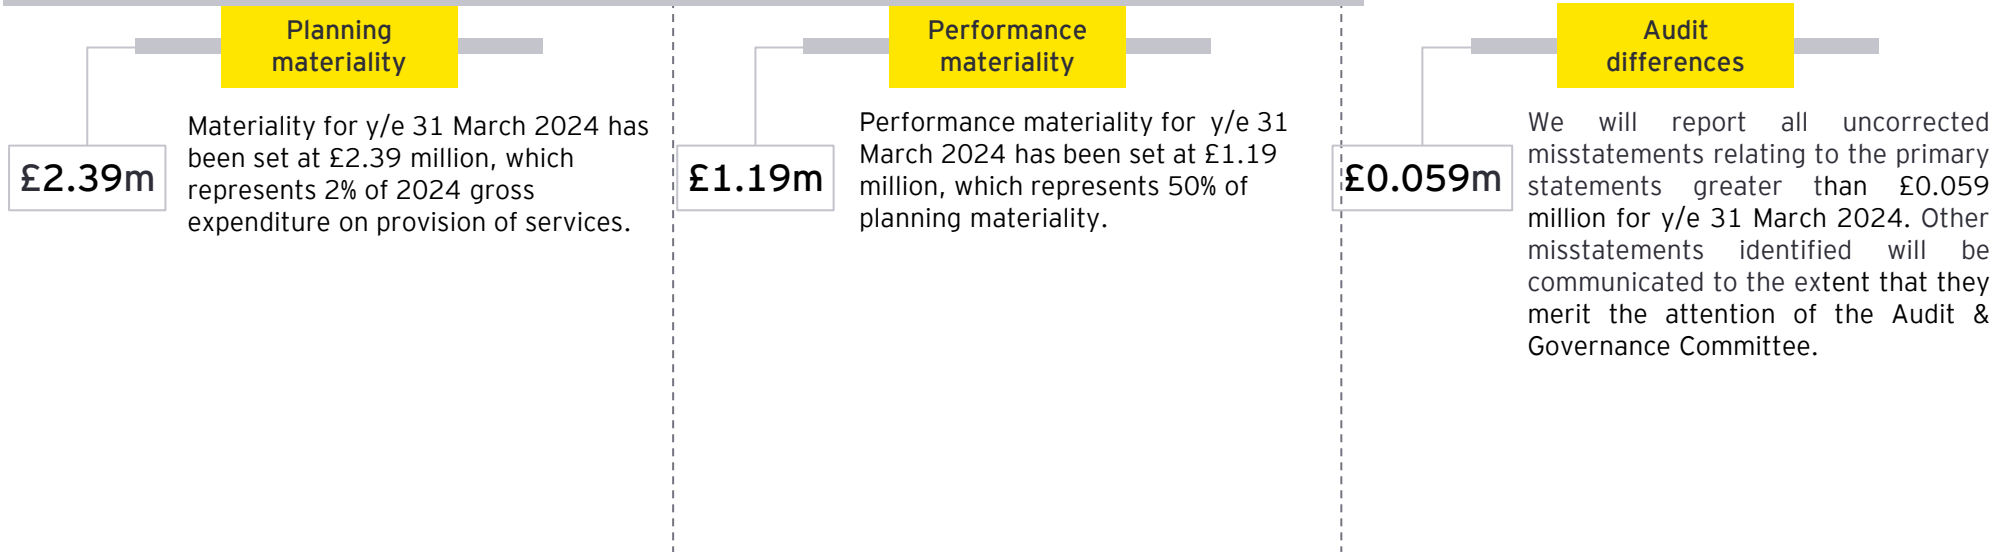 Planning
materiality
£2.39m
Materiality for y/e 31 March 2024 has
been set at £2.39 million, which
represents 2% of 2024 gross
expenditure on provision of services.
Performance
materiality
£1.19m
Performance materiality for y/e 31
March 2024 has been set at £1.19
million, which represents 50% of
planning materiality.
Audit
differences
£0.059m
We will report all uncorrected
misstatements relating to the primary
statements greater than £0.059
million for y/e 31 March 2024. Other
misstatements identified will be
communicated to the extent that they
merit the attention of the Audit &
Governance Committee.